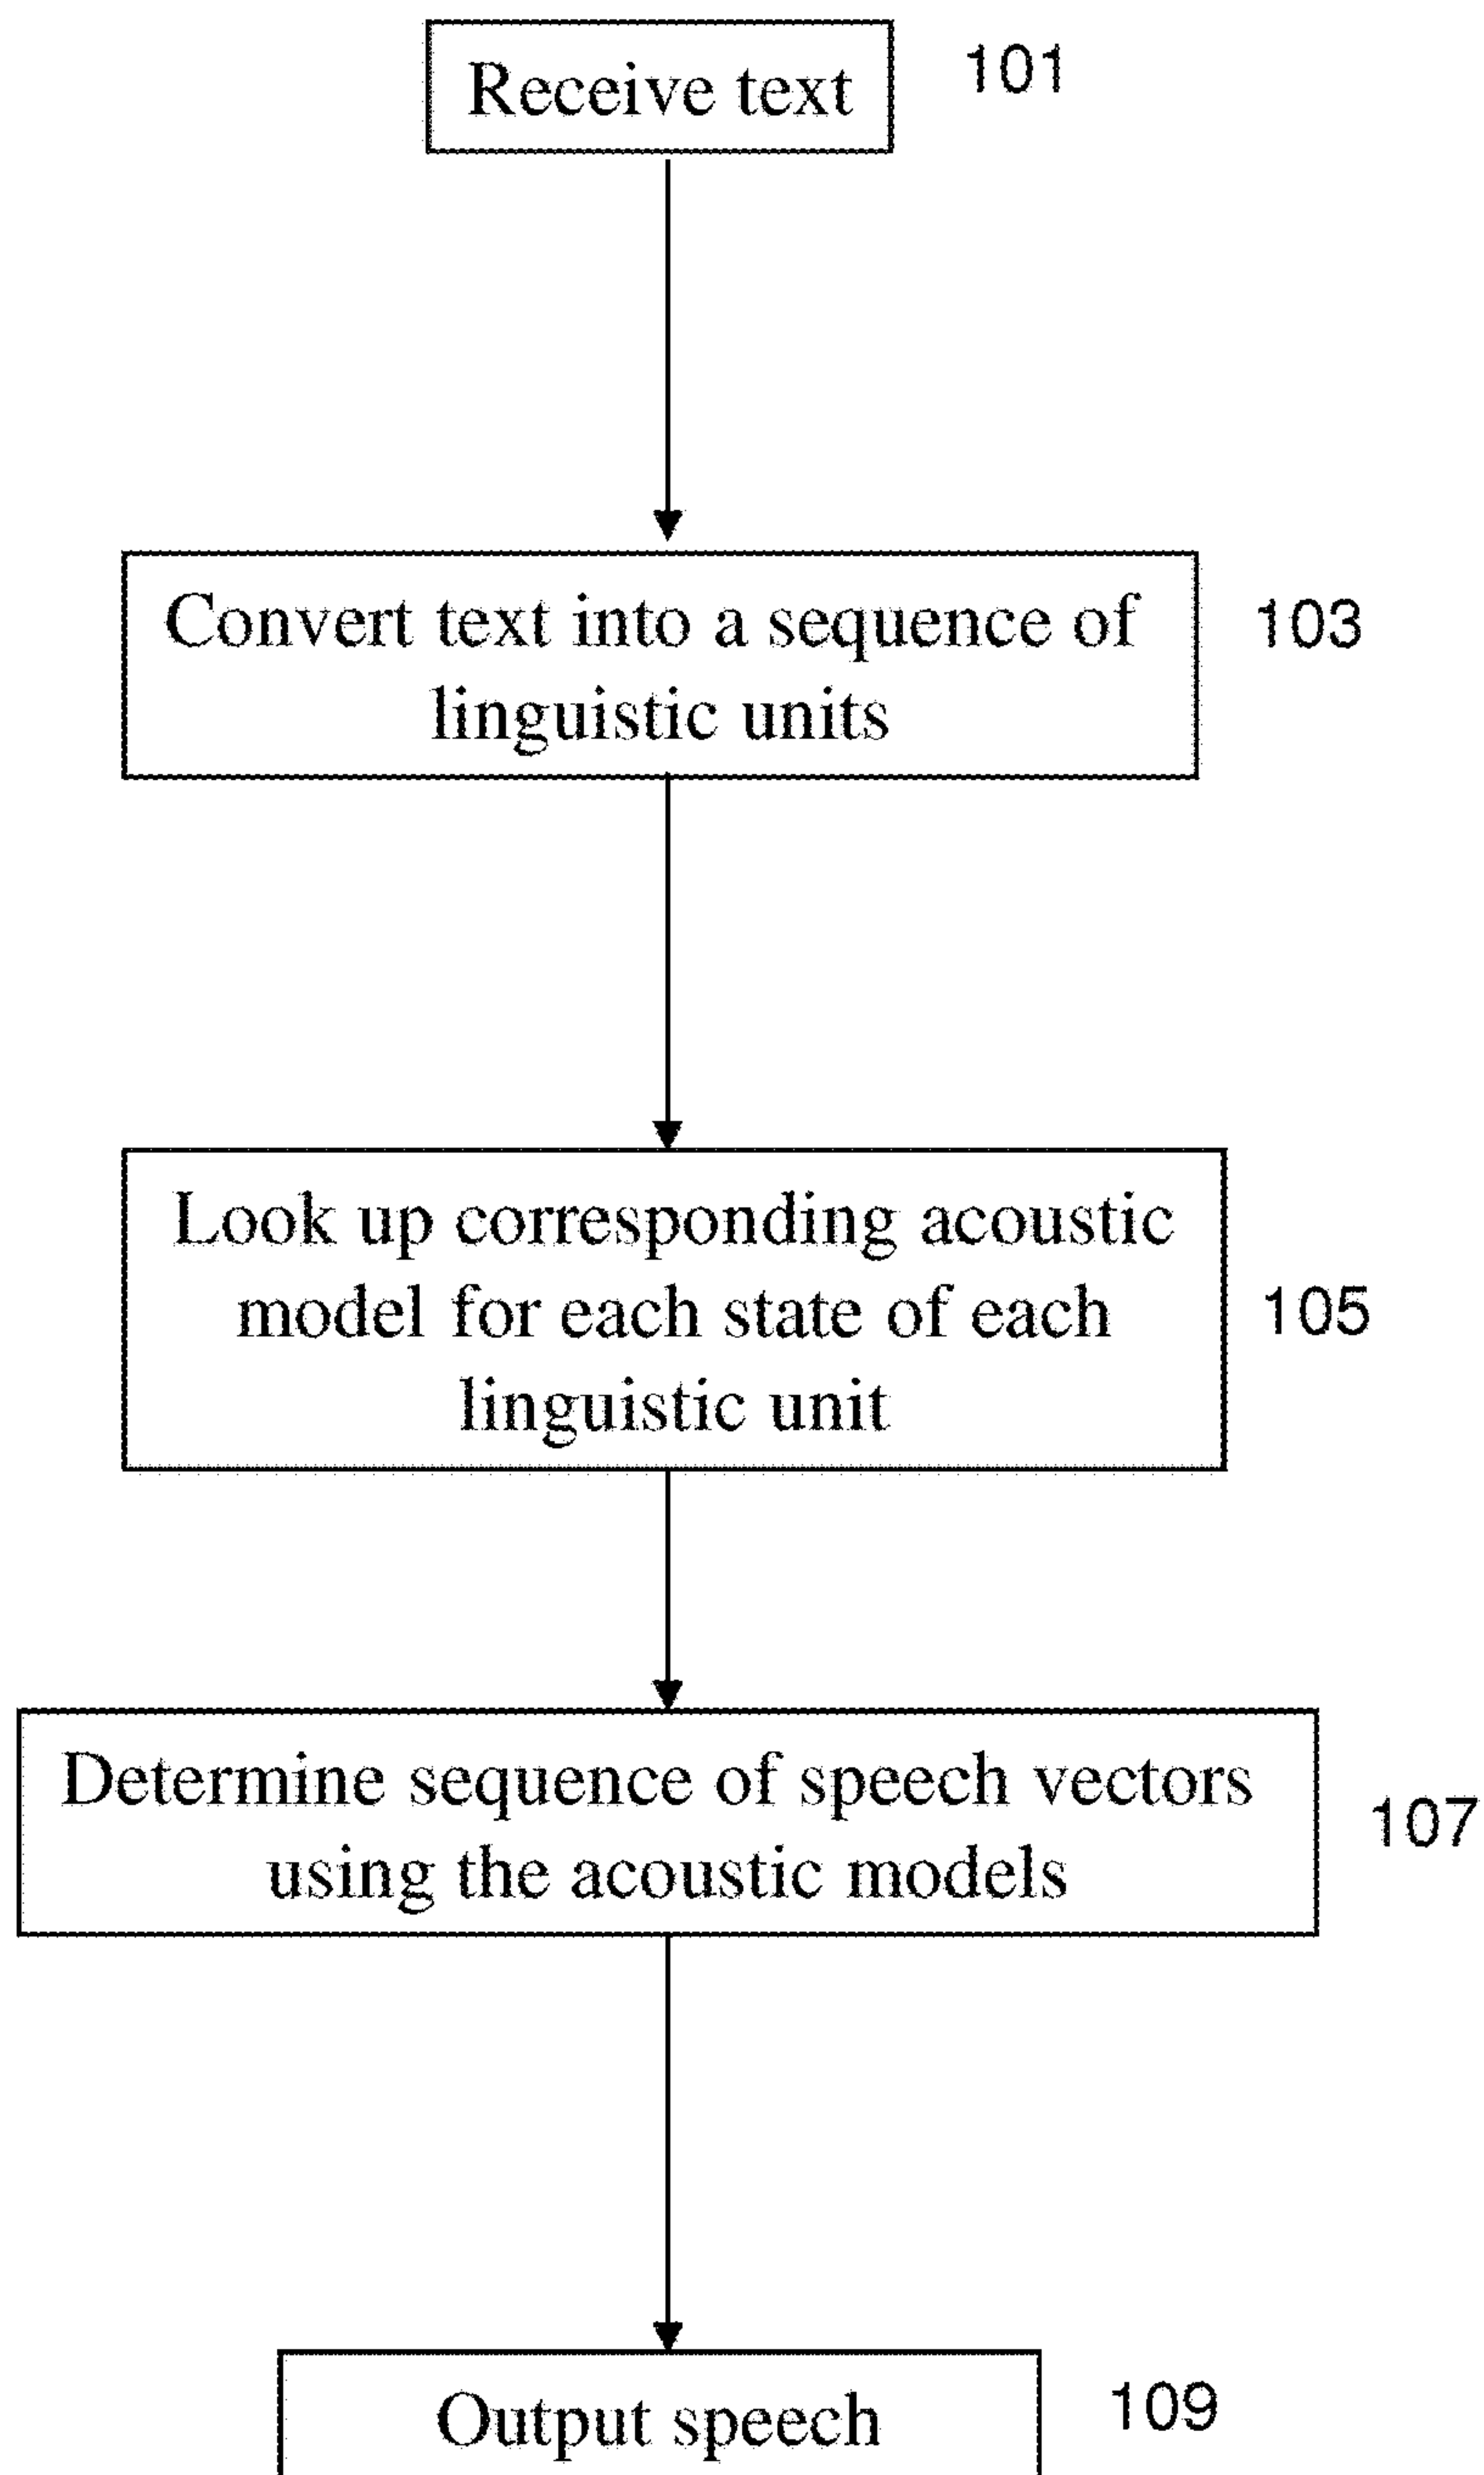 Receive text
101
Convert text into a sequence of
linguistic units
103
Look up corresponding acoustic
model for each state of each
linguistic unit
105
Determine sequence of speech vectors
using the acoustic models
107
Output speech
109